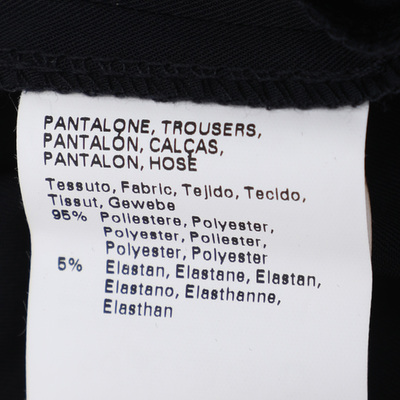 PANTALONE, TROUSERS,
PANTALÓN, CALÇAS,
PANTALON, HOSE
Tessuto, Fabric, Tejido, Tecido,
Tissut, Gewebe
95% Poliestere, Polyester,
Polyester, Poliester,
Polyester, Polyester
5% Elastan, Elastane, Elastan,
Elastano, Elasthanne,
Elasthan